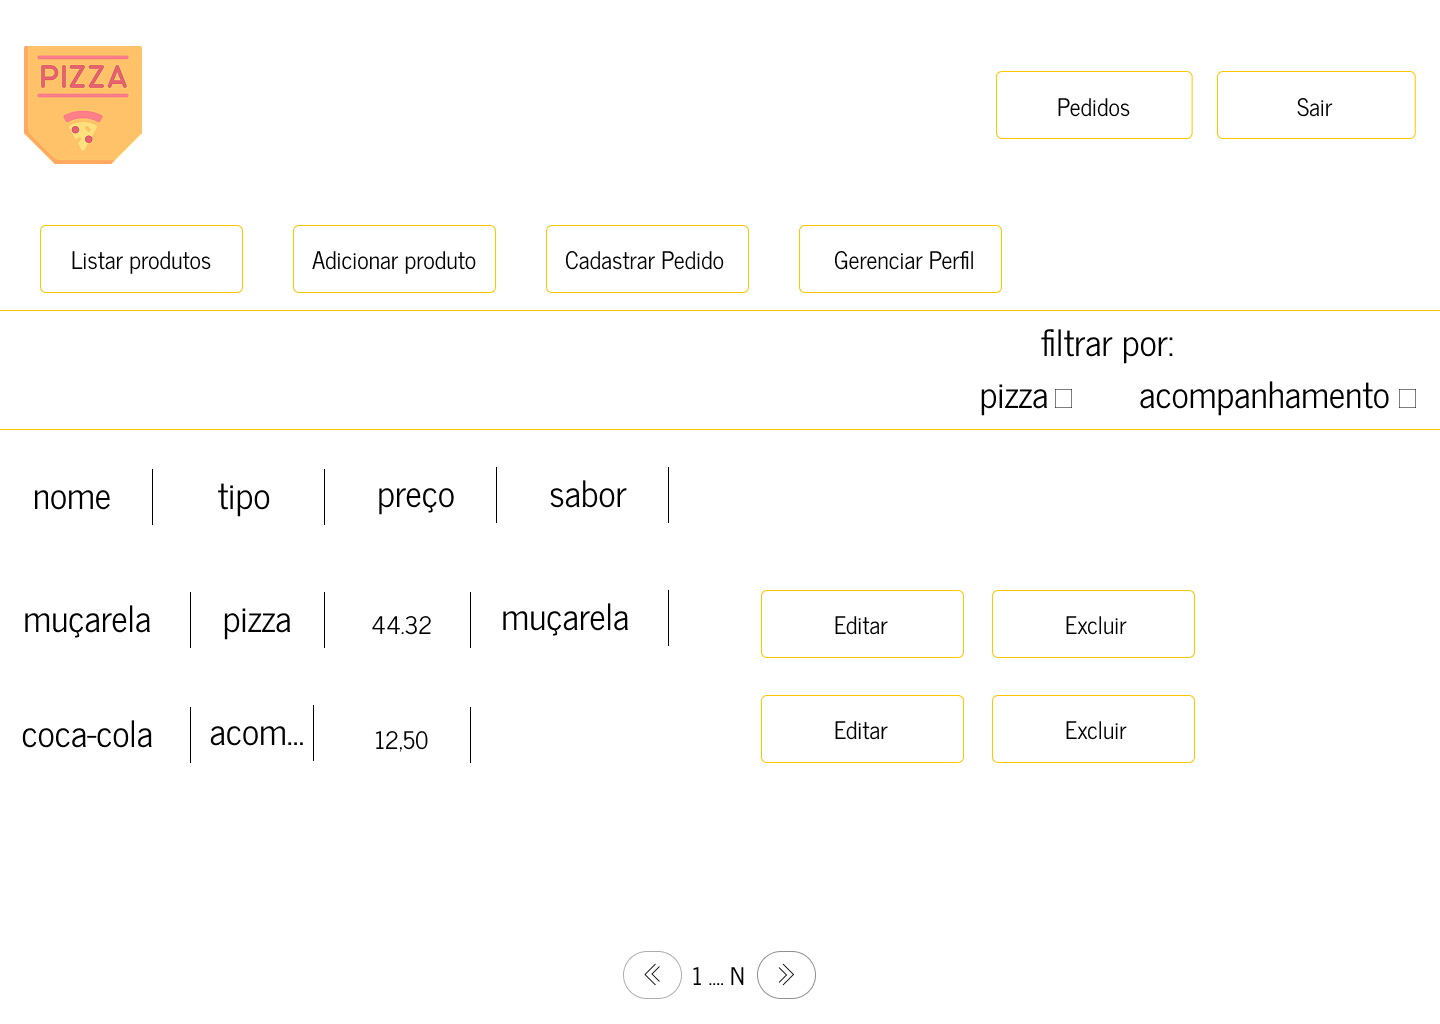 PIZZA
Pedidos Sair
Listar produtos Adicionar produto Cadastrar Pedido Gerenciar Perfil
filtrar por:
pizza acompanhamento
nome tipo preço sabor
muçarela pizza 44.32 muçarela Editar Excluir
coca-cola acom... 12,50 Editar Excluir
1 .... N